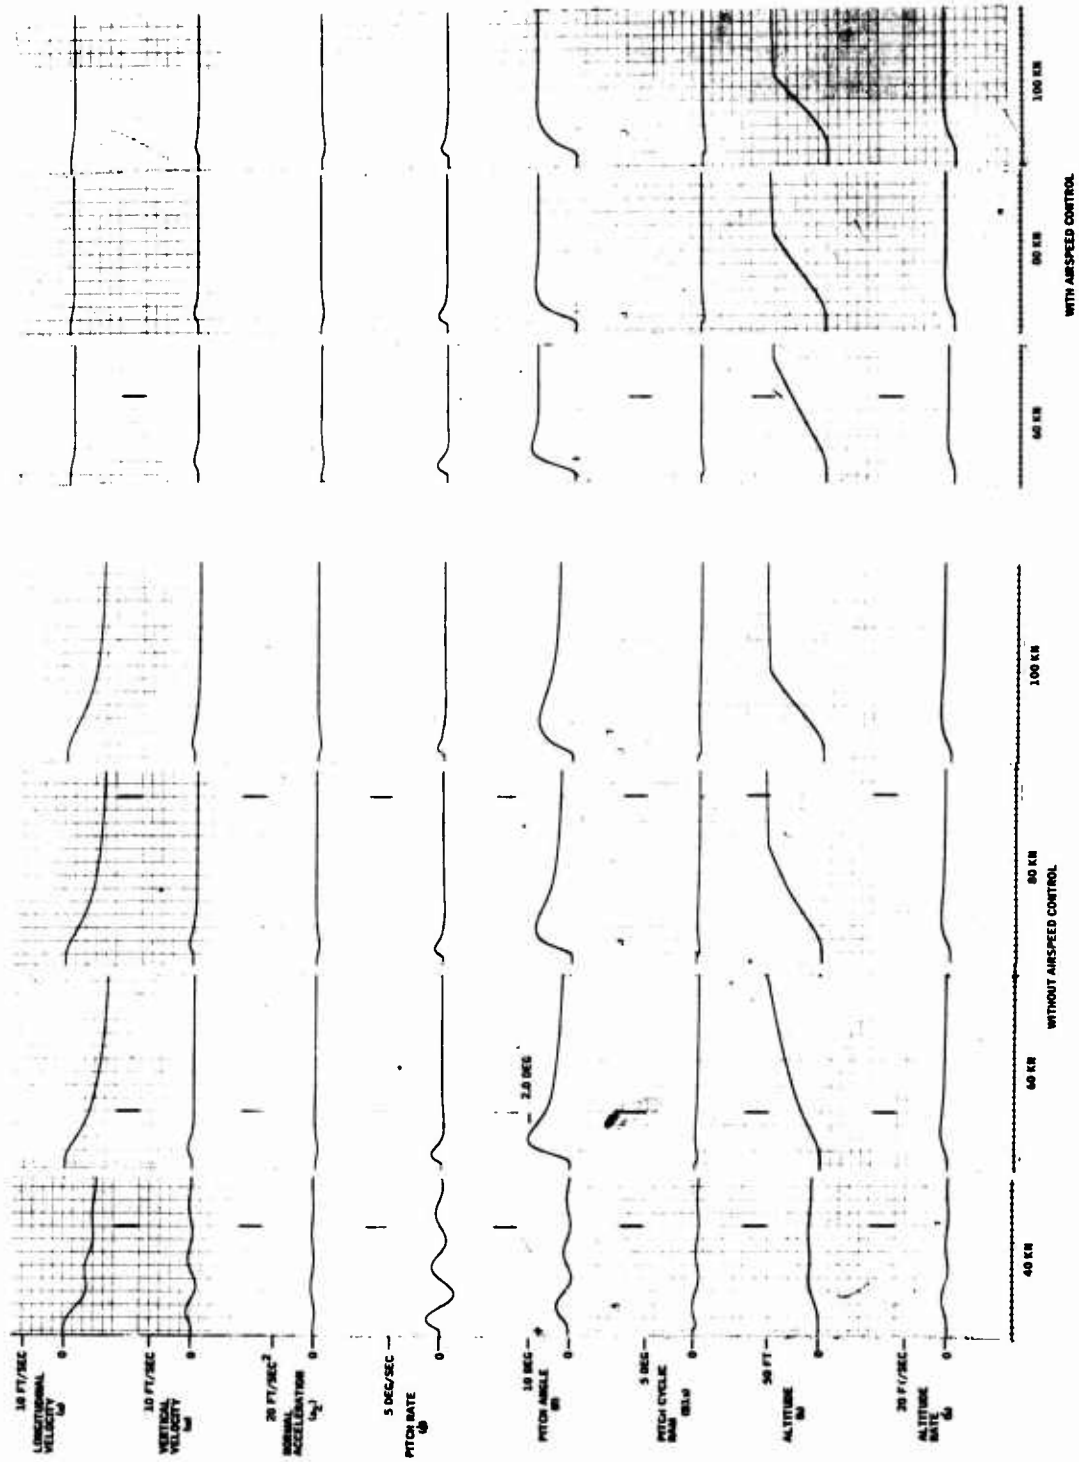 10 FT/SEC
0
LONGITUDINAL
VELOCITY
(u)
10 FT/SEC
0
VERTICAL
VELOCITY
(w)
20 FT/SEC²
0
NORMAL
ACCELERATION
5 DEG/SEC
0
PITCH RATE
10 DEG
0
PITCH ANGLE
(θ)
2.0 DEG
5 DEG
0
PITCH CYCLIC
50 FT
0
ALTITUDE
(h)
20 FT/SEC
0
ALTITUDE
RATE
40 KN
60 KN
80 KN
100 KN
WITHOUT AIRSPEED CONTROL
60 KN
80 KN
100 KN
WITH AIRSPEED CONTROL